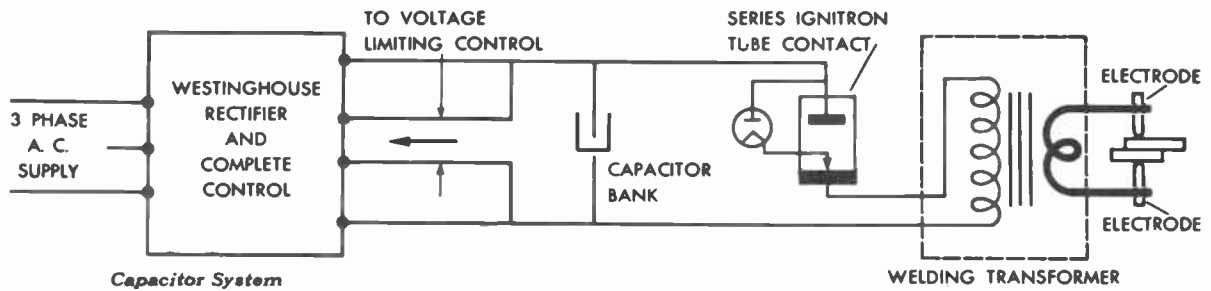 TO VOLTAGE
LIMITING CONTROL
SERIES IGNITRON
TUBE CONTACT
WESTINGHOUSE
RECTIFIER
AND
COMPLETE
CONTROL
3 PHASE
A. C.
SUPPLY
CAPACITOR
BANK
ELECTRODE
ELECTRODE
Capacitor System
WELDING TRANSFORMER